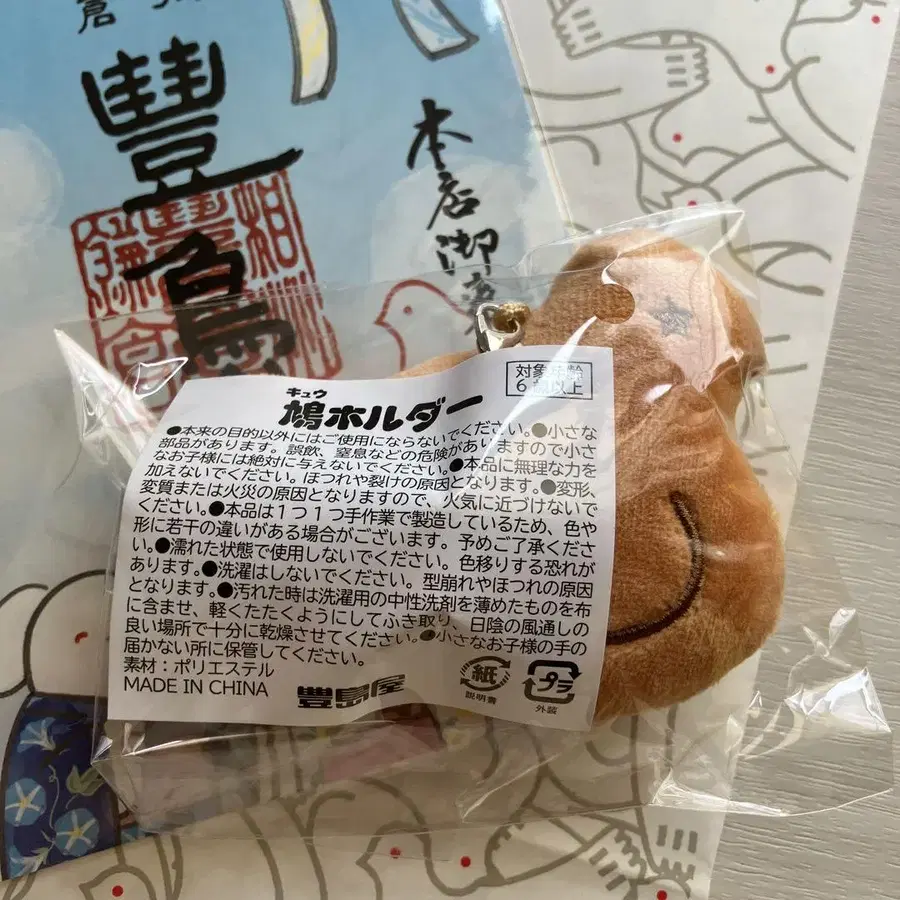 倉
豐島
本店御
キュウ
鳩ホルダー
対象年齢
6歳以上
●本来の目的以外にはご使用にならないでください。●小さな
部品があります。誤飲、窒息などの危険がありますので小さ
なお子様には絶対に与えないでください。●本品に無理な力を
加えないでください。ほつれや裂けの原因となります。●変形、
変質または火災の原因となりますので、火気に近づけないで
ください。●本品は1つ1つ手作業で製造しているため、色や
形に若干の違いがある場合がございます。予めご了承くださ
い。●濡れた状態で使用しないでください。色移りする恐れが
あります。●洗濯はしないでください。型崩れやほつれの原因
となります。●汚れた時は洗濯用の中性洗剤を薄めたものを布
に含ませ、軽くたたくようにしてふき取り、日陰の風通しの
良い場所で十分に乾燥させてください。●小さなお子様の手の
届かない所に保管してください。
素材：ポリエステル
MADE IN CHINA
豊島屋
紙
説明書
プラ
外装